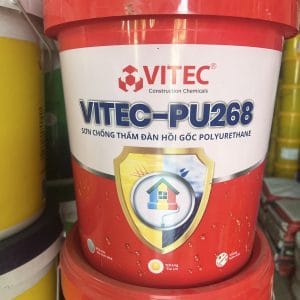 VITEC®
Construction Chemicals
VITEC-PU268
SƠN CHỐNG THẤM ĐÀN HỒI GỐC POLYURETHANE